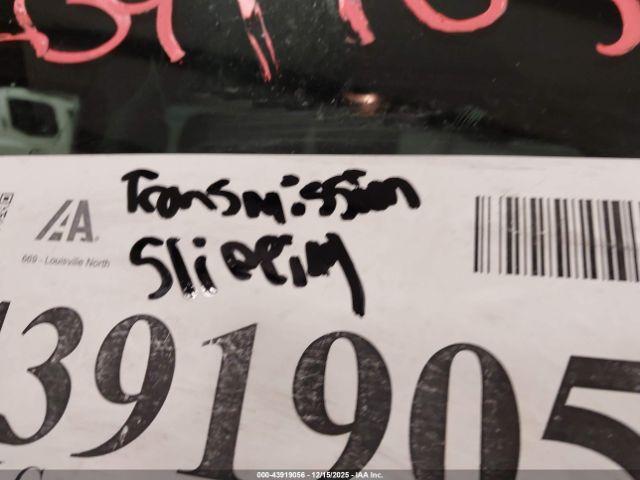 Transmission
Slipping
IAA
669 - Louisville North
391905
000-43919056 - 12/15/2025 - IAA Inc.